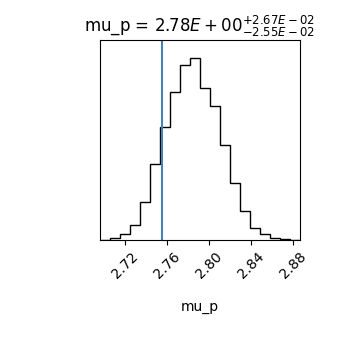 mu_p = 2.78E + 00^{+2.67E − 02}_{−2.55E − 02}
2.72 2.76 2.80 2.84 2.88
mu_p